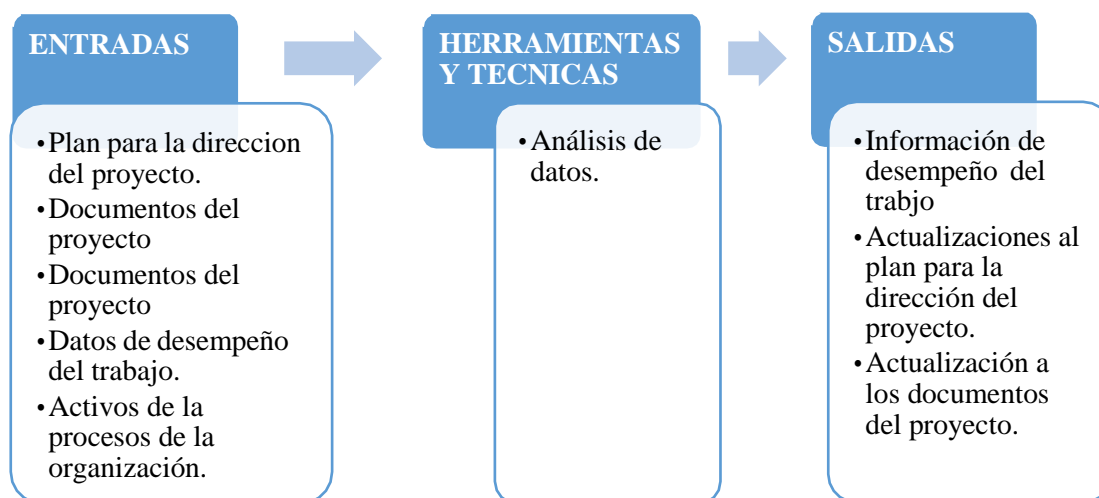 ENTRADAS
•Plan para la direccion
del proyecto.
•Documentos del
proyecto
•Documentos del
proyecto
•Datos de desempeño
del trabajo.
•Activos de la
procesos de la
organización.
HERRAMIENTAS
Y TECNICAS
•Análisis de
datos.
SALIDAS
•Información de
desempeño del
trabjo
•Actualizaciones al
plan para la
dirección del
proyecto.
•Actualización a
los documentos
del proyecto.